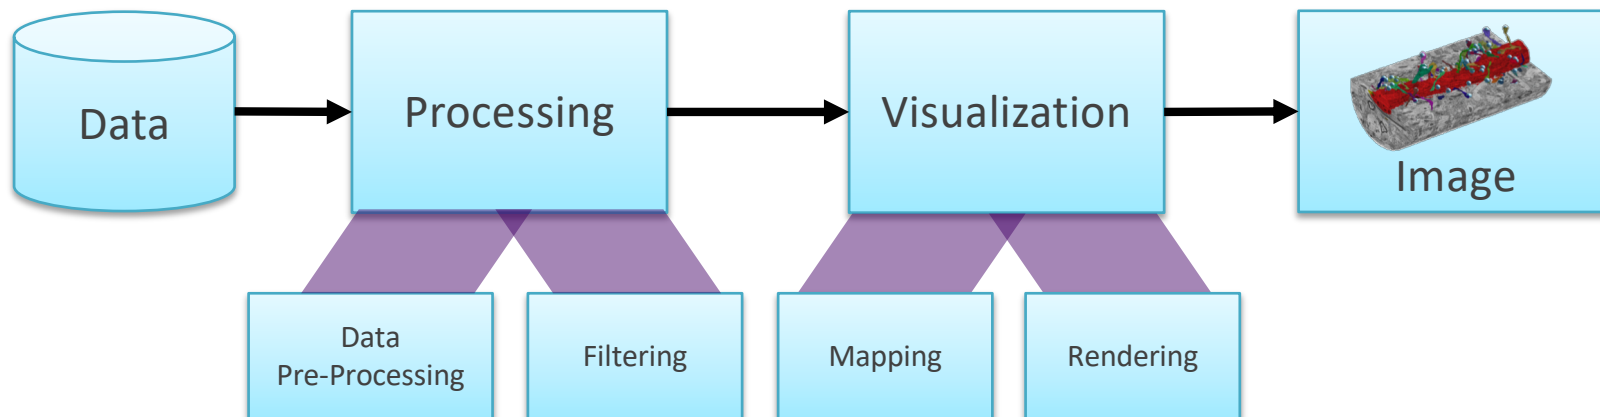 Data
Processing
Visualization
Image
Data
Pre-Processing
Filtering
Mapping
Rendering